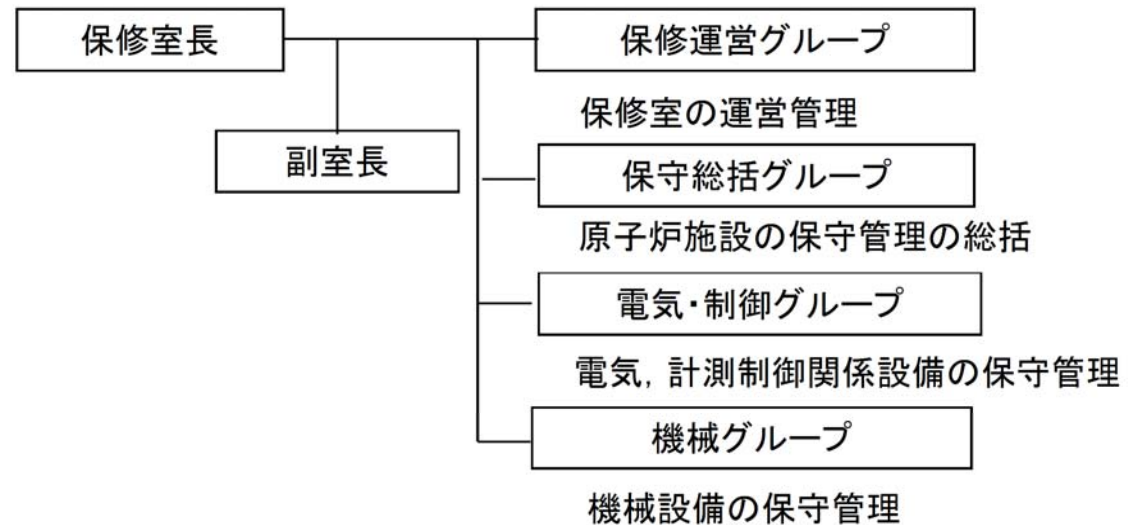 保修室長
保修運営グループ
保修室の運営管理
副室長
保守総括グループ
原子炉施設の保守管理の総括
電気・制御グループ
電気，計測制御関係設備の保守管理
機械グループ
機械設備の保守管理